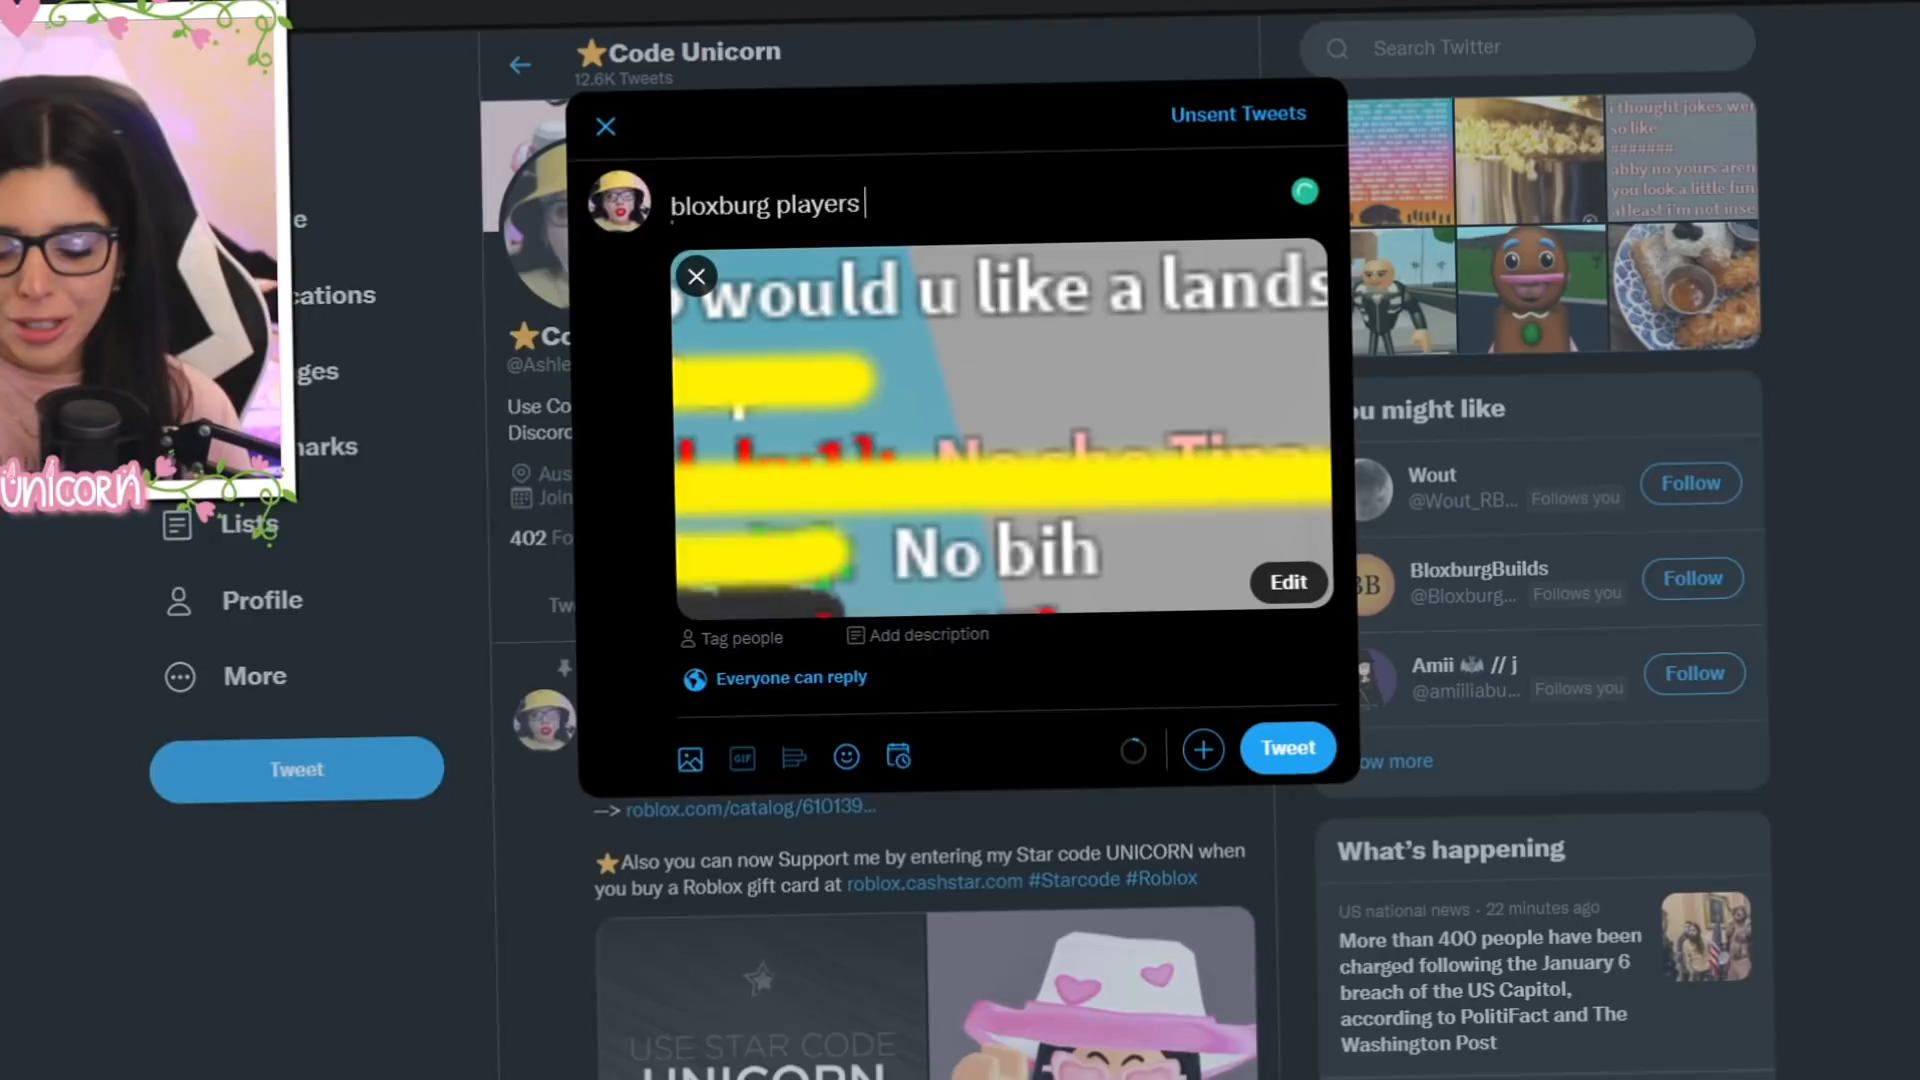 Code Unicorn
12.6K Tweets
Search Twitter
Unsent Tweets
bloxburg players
would u like a lands
No bih
Edit
Tag people
Add description
Everyone can reply
Tweet
UNICORN
cations
ges
marks
Lists
Profile
More
Tweet
Co
@Ashle
Use Co
Discord
Aus
Join
402 Fo
Tw
--> roblox.com/catalog/610139...
Also you can now Support me by entering my Star code UNICORN when
you buy a Roblox gift card at roblox.cashstar.com #Starcode #Roblox
USE STAR CODE
UNICORN
i thought jokes wer
so like
#######
abby no yours aren
you look a little fun
atleast i'm not inse
ou might like
Wout
@Wout_RB... Follows you
Follow
BB
BloxburgBuilds
@Bloxburg... Follows you
Follow
Amii // j
@amiiliabu... Follows you
Follow
ow more
What's happening
US national news · 22 minutes ago
More than 400 people have been
charged following the January 6
breach of the US Capitol,
according to PolitiFact and The
Washington Post